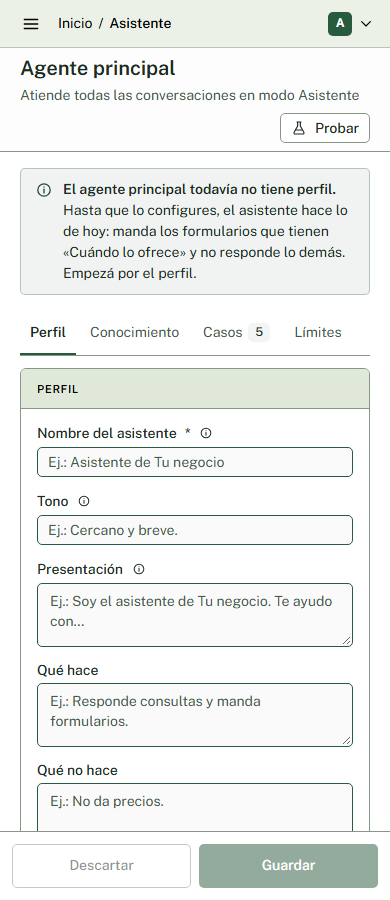 Inicio / Asistente
A
Agente principal
Atiende todas las conversaciones en modo Asistente
Probar
El agente principal todavía no tiene perfil.
Hasta que lo configures, el asistente hace lo
de hoy: manda los formularios que tienen
«Cuándo lo ofrece» y no responde lo demás.
Empezá por el perfil.
Perfil Conocimiento Casos 5 Límites
PERFIL
Nombre del asistente *
Ej.: Asistente de Tu negocio
Tono
Ej.: Cercano y breve.
Presentación
Ej.: Soy el asistente de Tu negocio. Te ayudo
con...
Qué hace
Ej.: Responde consultas y manda
formularios.
Qué no hace
Ej.: No da precios.
Descartar Guardar